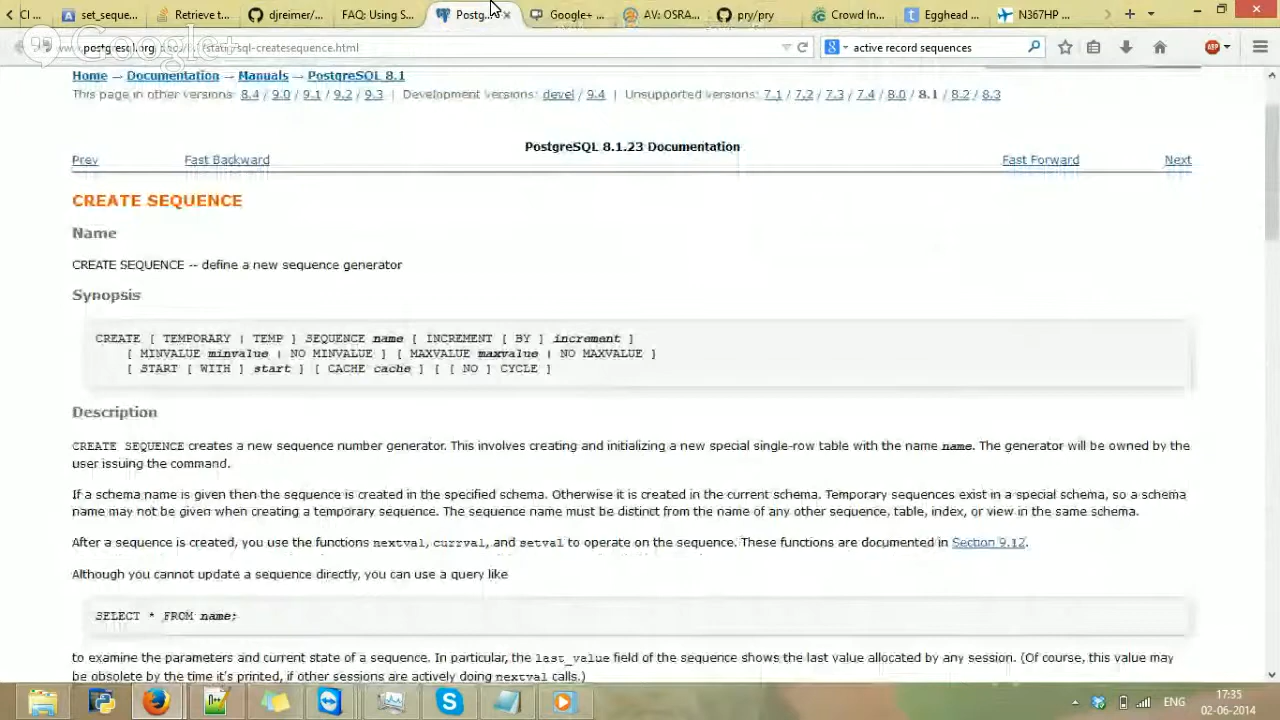 Cl
set_seque...
Retrieve t...
djreimer/...
FAQ: Using S...
Postg...
Google+ ...
AV: OSRA...
pry/pry
Crowd In...
Egghead ...
N367HP ...
www.postgresql.org
/sql-createsequence.html
active record sequences
Home → Documentation → Manuals → PostgreSQL 8.1
This page in other versions: 8.4 / 9.0 / 9.1 / 9.2 / 9.3 | Development versions: devel / 9.4 | Unsupported versions: 7.1 / 7.2 / 7.3 / 7.4 / 8.0 / 8.1 / 8.2 / 8.3
PostgreSQL 8.1.23 Documentation
Prev Fast Backward Fast Forward Next
CREATE SEQUENCE
Name
CREATE SEQUENCE -- define a new sequence generator
Synopsis
CREATE [ TEMPORARY | TEMP ] SEQUENCE name [ INCREMENT [ BY ] increment ]
[ MINVALUE minvalue | NO MINVALUE ] [ MAXVALUE maxvalue | NO MAXVALUE ]
[ START [ WITH ] start ] [ CACHE cache ] [ [ NO ] CYCLE ]
Description
CREATE SEQUENCE creates a new sequence number generator. This involves creating and initializing a new special single-row table with the name name. The generator will be owned by the
user issuing the command.
If a schema name is given then the sequence is created in the specified schema. Otherwise it is created in the current schema. Temporary sequences exist in a special schema, so a schema
name may not be given when creating a temporary sequence. The sequence name must be distinct from the name of any other sequence, table, index, or view in the same schema.
After a sequence is created, you use the functions nextval, currval, and setval to operate on the sequence. These functions are documented in Section 9.12.
Although you cannot update a sequence directly, you can use a query like
SELECT * FROM name;
to examine the parameters and current state of a sequence. In particular, the last_value field of the sequence shows the last value allocated by any session. (Of course, this value may
be obsolete by the time it's printed, if other sessions are actively doing nextval calls.)
ENG
17:35
02-06-2014